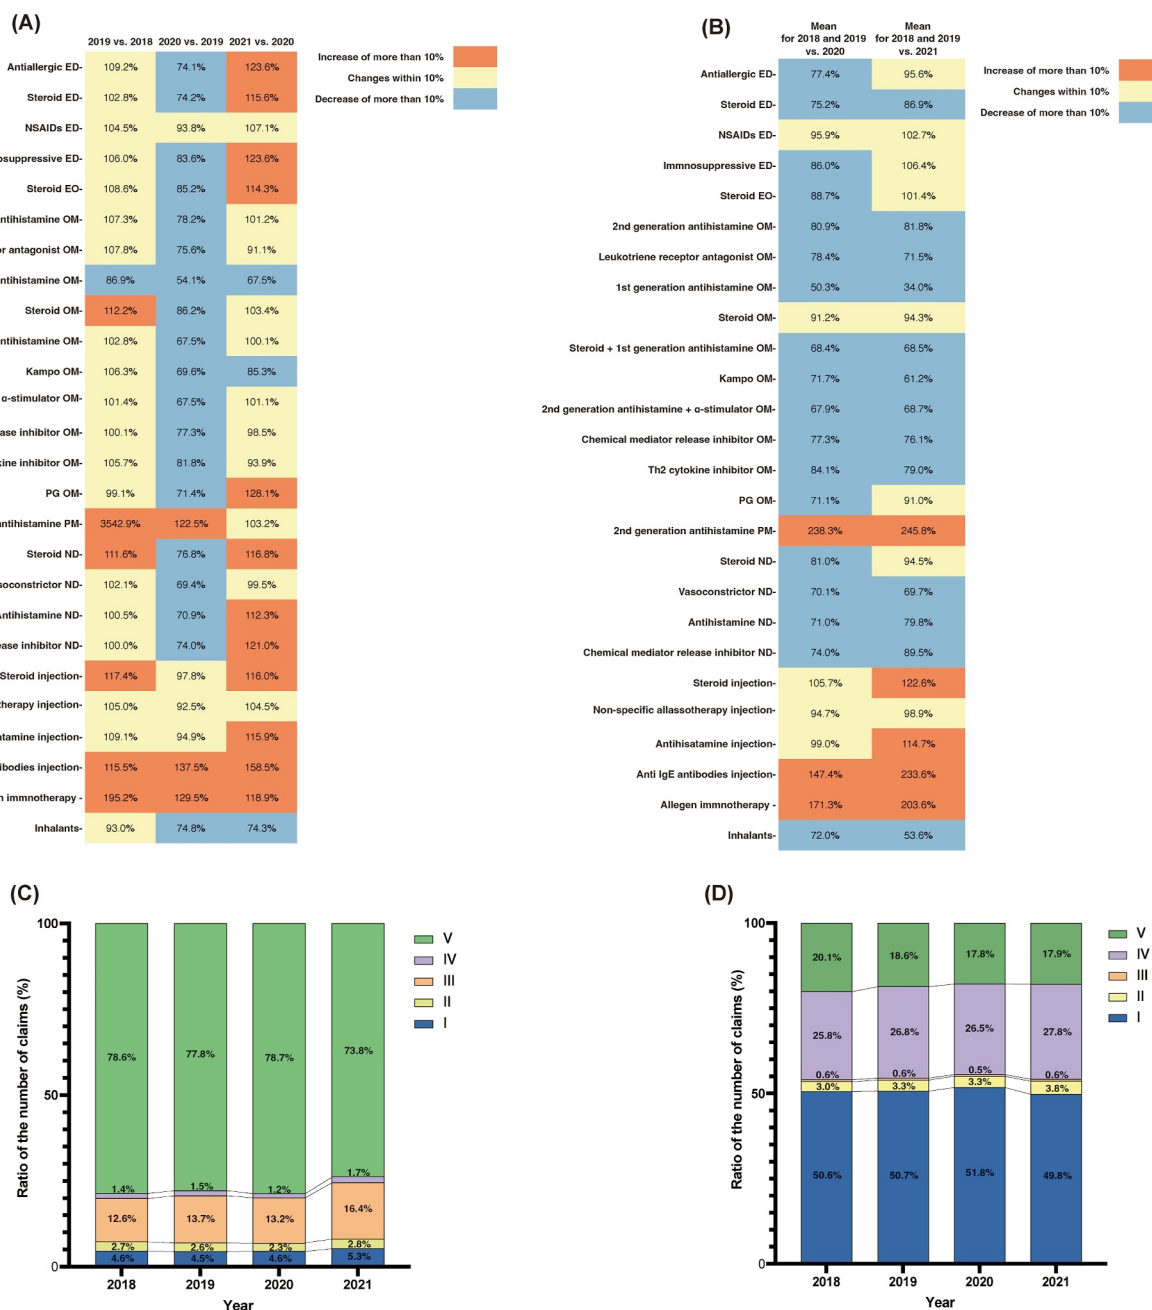 (A)
2019 vs. 2018 2020 vs. 2019 2021 vs. 2020
Increase of more than 10%
Changes within 10%
Decrease of more than 10%
Antiallergic ED- 109.2% 74.1% 123.6%
Steroid ED- 102.8% 74.2% 115.6%
NSAIDs ED- 104.5% 93.8% 107.1%
osuppressive ED- 106.0% 83.6% 123.6%
Steroid EO- 108.6% 85.2% 114.3%
ntihistamine OM- 107.3% 78.2% 101.2%
or antagonist OM- 107.8% 75.6% 91.1%
ntihistamine OM- 86.9% 54.1% 67.5%
Steroid OM- 112.2% 86.2% 103.4%
ntihistamine OM- 102.8% 67.5% 100.1%
Kampo OM- 106.3% 69.6% 85.3%
α-stimulator OM- 101.4% 67.5% 101.1%
ase inhibitor OM- 100.1% 77.3% 98.5%
kine inhibitor OM- 105.7% 81.8% 93.9%
PG OM- 99.1% 71.4% 128.1%
antihistamine PM- 3542.9% 122.5% 103.2%
Steroid ND- 111.6% 76.8% 116.8%
soconstrictor ND- 102.1% 69.4% 99.5%
Antihistamine ND- 100.5% 70.9% 112.3%
ease inhibitor ND- 100.0% 74.0% 121.0%
Steroid injection- 117.4% 97.8% 116.0%
therapy injection- 105.0% 92.5% 104.5%
ntamine injection- 109.1% 94.9% 115.9%
ibodies injection- 115.5% 137.5% 158.5%
n immnotherapy - 195.2% 129.5% 118.9%
Inhalants- 93.0% 74.8% 74.3%
(B)
Mean Mean
for 2018 and 2019 for 2018 and 2019
vs. 2020 vs. 2021
Increase of more than 10%
Changes within 10%
Decrease of more than 10%
Antiallergic ED- 77.4% 95.6%
Steroid ED- 75.2% 86.9%
NSAIDs ED- 95.9% 102.7%
Immnosuppressive ED- 86.0% 106.4%
Steroid EO- 88.7% 101.4%
2nd generation antihistamine OM- 80.9% 81.8%
Leukotriene receptor antagonist OM- 78.4% 71.5%
1st generation antihistamine OM- 50.3% 34.0%
Steroid OM- 91.2% 94.3%
Steroid + 1st generation antihistamine OM- 68.4% 68.5%
Kampo OM- 71.7% 61.2%
2nd generation antihistamine + α-stimulator OM- 67.9% 68.7%
Chemical mediator release inhibitor OM- 77.3% 76.1%
Th2 cytokine inhibitor OM- 84.1% 79.0%
PG OM- 71.1% 91.0%
2nd generation antihistamine PM- 238.3% 245.8%
Steroid ND- 81.0% 94.5%
Vasoconstrictor ND- 70.1% 69.7%
Antihistamine ND- 71.0% 79.8%
Chemical mediator release inhibitor ND- 74.0% 89.5%
Steroid injection- 105.7% 122.6%
Non-specific allassotherapy injection- 94.7% 98.9%
Antihisatamine injection- 99.0% 114.7%
Anti IgE antibodies injection- 147.4% 233.6%
Allegen immnotherapy - 171.3% 203.6%
Inhalants- 72.0% 53.6%
(C)
Ratio of the number of claims (%)
100
50
0
78.6% 77.8% 78.7% 73.8%
1.4% 1.5% 1.2% 1.7%
12.6% 13.7% 13.2% 16.4%
2.7% 2.6% 2.3% 2.8%
4.6% 4.5% 4.6% 5.3%
2018 2019 2020 2021
Year
V
IV
III
II
I
(D)
Ratio of the number of claims (%)
100
50
0
20.1% 18.6% 17.8% 17.9%
25.8% 26.8% 26.5% 27.8%
0.6% 0.6% 0.5% 0.6%
3.0% 3.3% 3.3% 3.8%
50.6% 50.7% 51.8% 49.8%
2018 2019 2020 2021
Year
V
IV
III
II
I